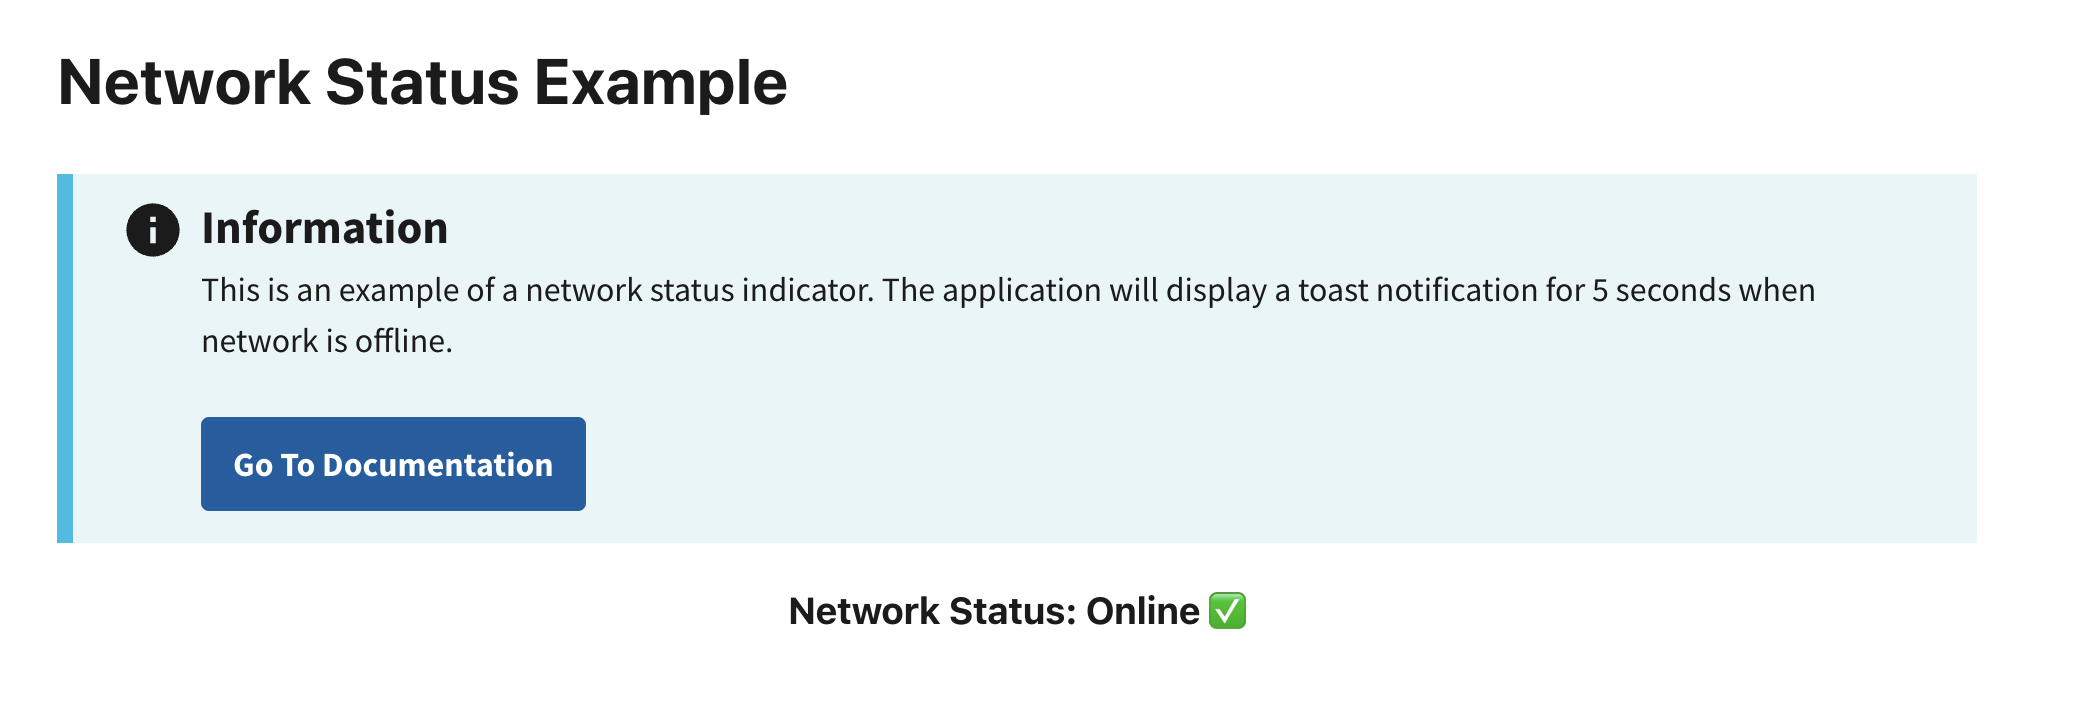 Network Status Example
Information
This is an example of a network status indicator. The application will display a toast notification for 5 seconds when
network is offline.
Go To Documentation
Network Status: Online ✅